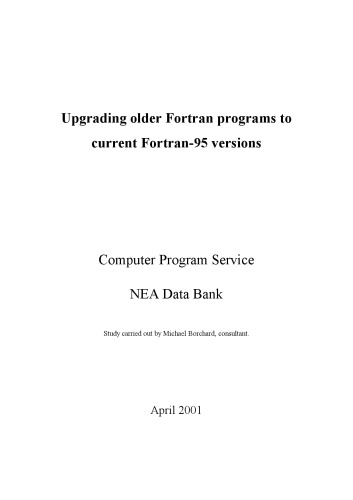 Upgrading older Fortran programs to
current Fortran-95 versions
Computer Program Service
NEA Data Bank
Study carried out by Michael Borchard, consultant.
April 2001